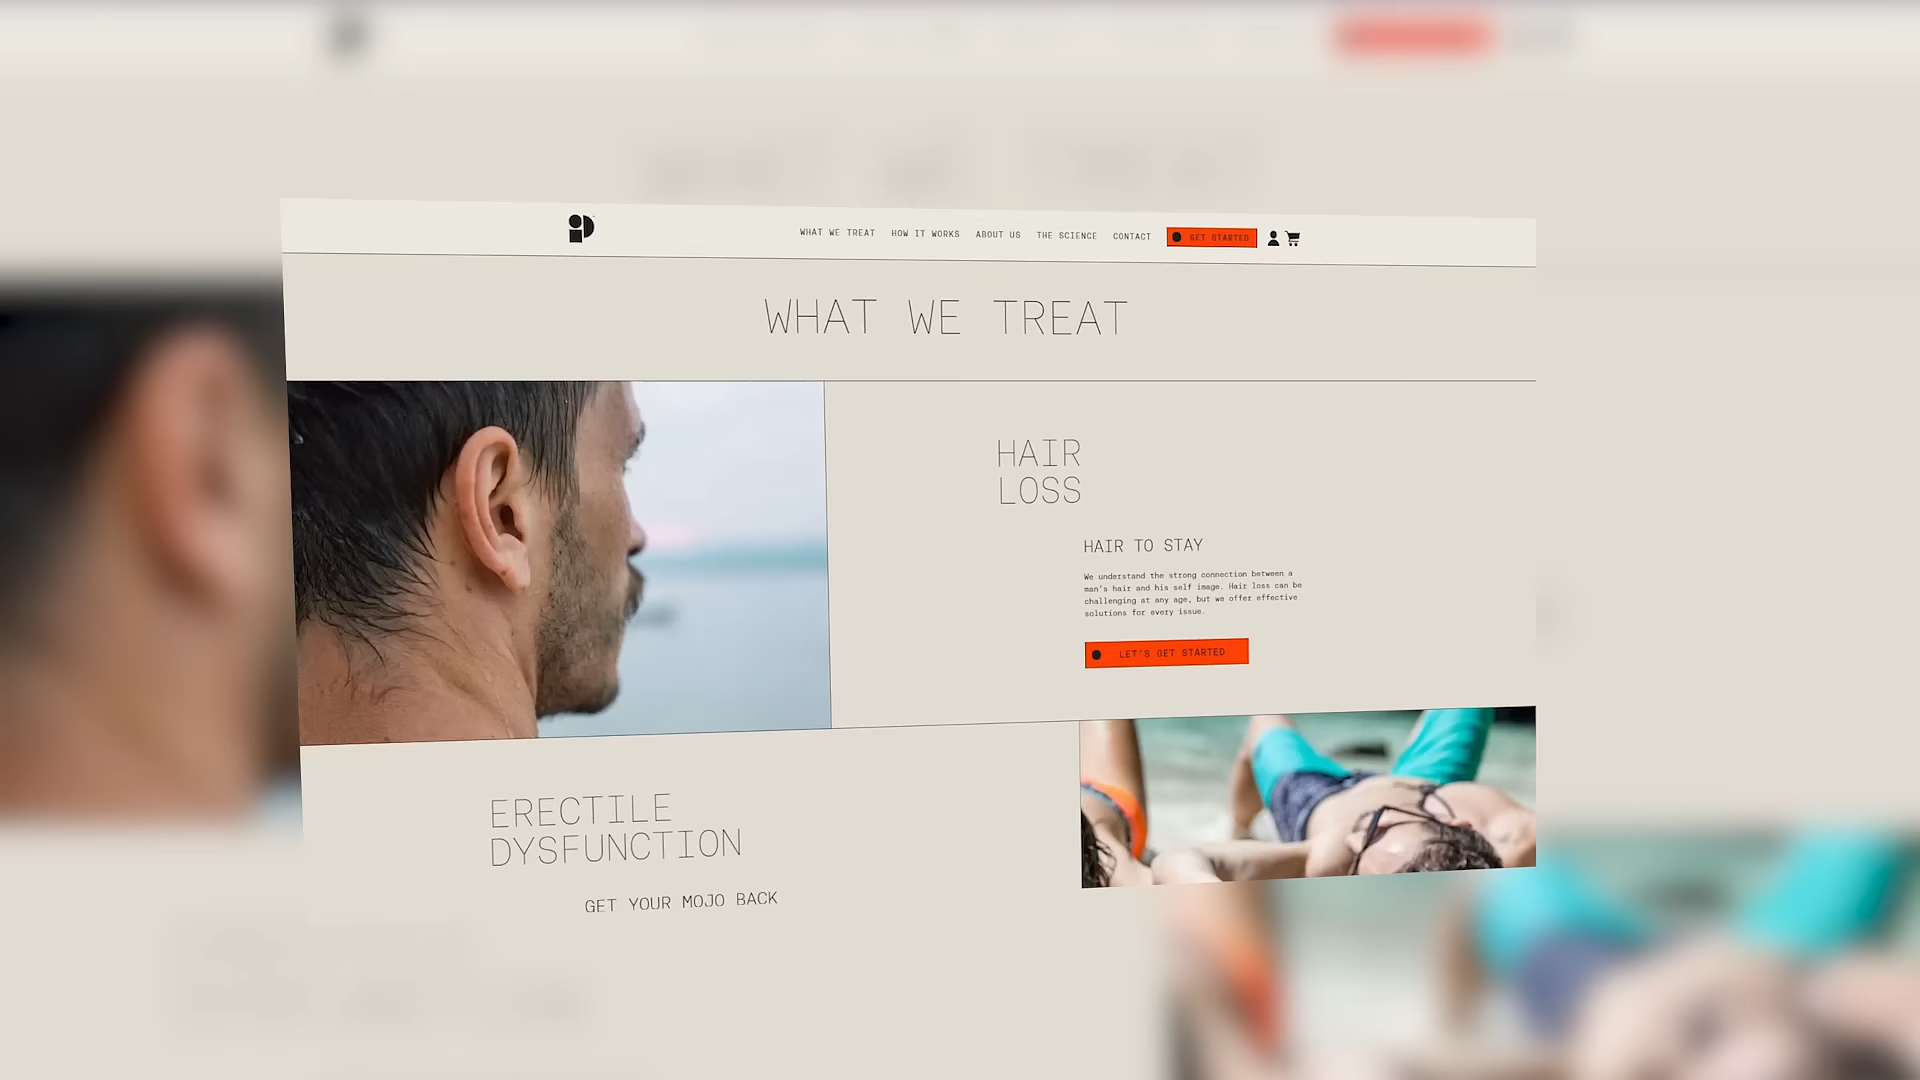 WHAT WE TREAT
HOW IT WORKS
ABOUT US
THE SCIENCE
CONTACT
GET STARTED
WHAT WE TREAT
HAIR
LOSS
HAIR TO STAY
We understand the strong connection between a
man's hair and his self image. Hair loss can be
challenging at any age, but we offer effective
solutions for every issue.
LET'S GET STARTED
ERECTILE
DYSFUNCTION
GET YOUR MOJO BACK